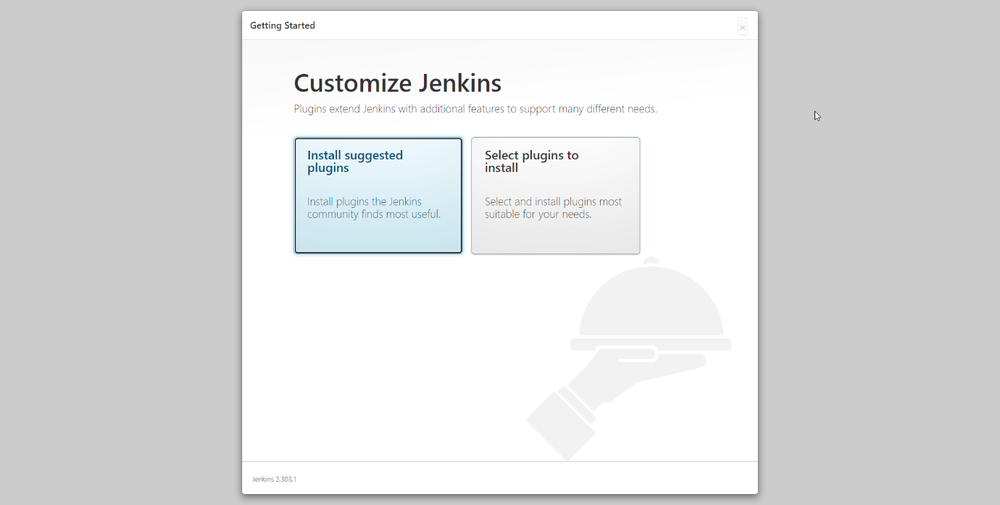 Getting Started
×
Customize Jenkins
Plugins extend Jenkins with additional features to support many different needs.
Install suggested
plugins
Install plugins the Jenkins
community finds most useful.
Select plugins to
install
Select and install plugins most
suitable for your needs.
Jenkins 2.303.1